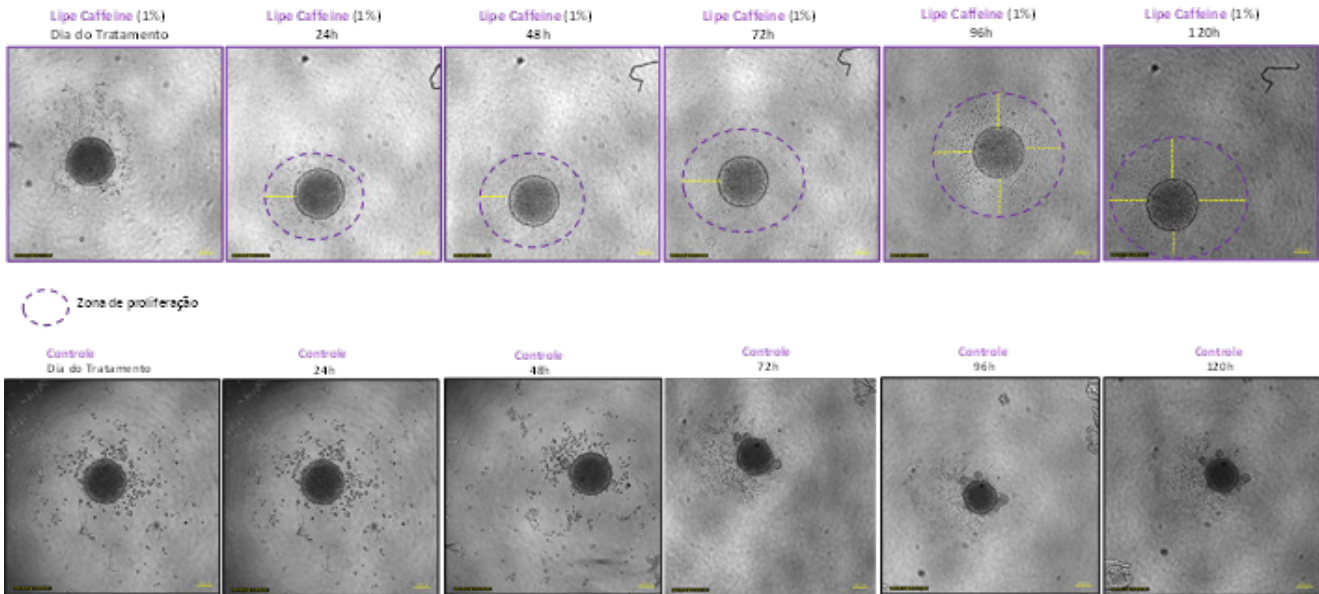 Lipe Caffeine (1%)
Dia do Tratamento
Lipe Caffeine (1%)
24h
Lipe Caffeine (1%)
48h
Lipe Caffeine (1%)
72h
Lipe Caffeine (1%)
96h
Lipe Caffeine (1%)
120h
Zona de proliferação
Controle
Dia do Tratamento
Controle
24h
Controle
48h
Controle
72h
Controle
96h
Controle
120h